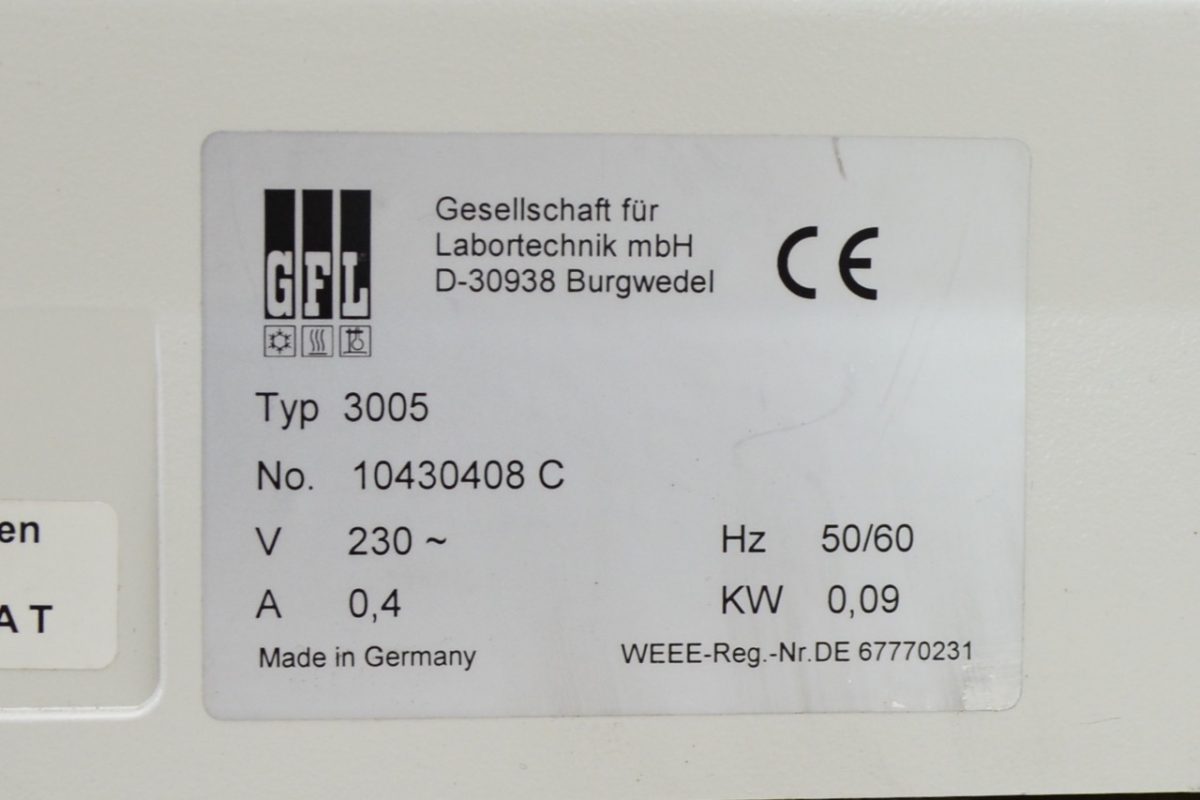 GFL
Gesellschaft für
Labortechnik mbH
D-30938 Burgwedel
CE
Typ 3005
No. 10430408 C
V 230 ~ Hz 50/60
A 0,4 KW 0,09
Made in Germany WEEE-Reg.-Nr.DE 67770231
en
A T